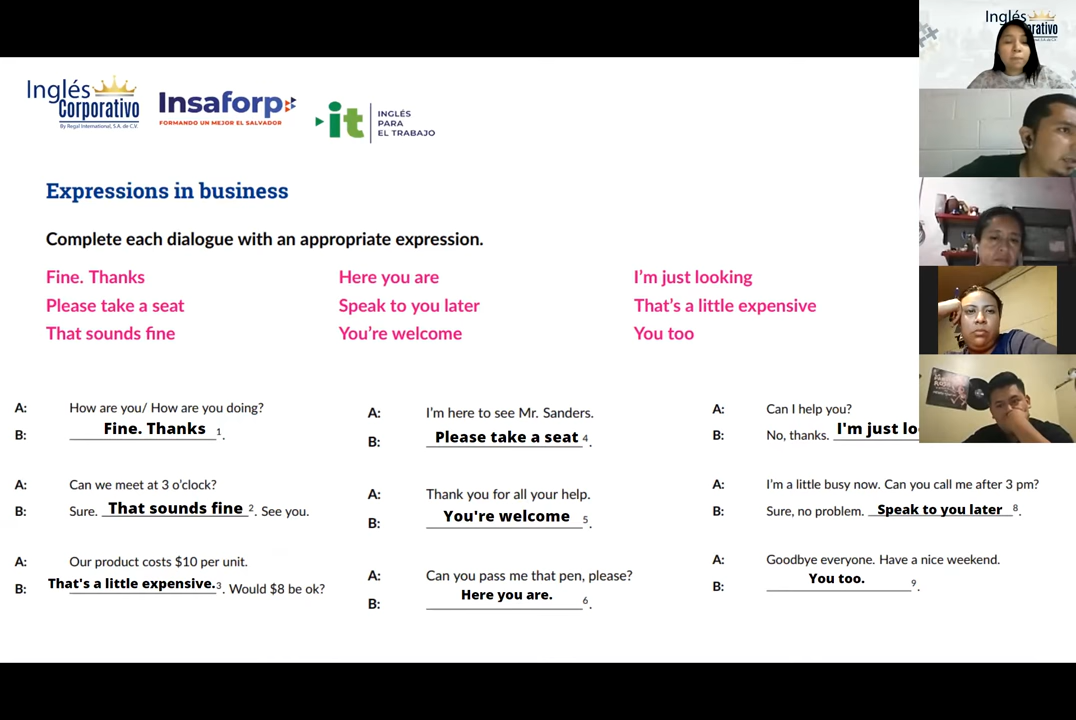 Inglés
Corporativo
By Regal International, S.A. de C.V.
Insaforp
FORMANDO UN MEJOR EL SALVADOR
it
INGLÉS
PARA
EL TRABAJO
Inglés
Expressions in business
Complete each dialogue with an appropriate expression.
Fine. Thanks
Here you are
I'm just looking
Please take a seat
Speak to you later
That's a little expensive
That sounds fine
You're welcome
You too
A: How are you/ How are you doing?
B: Fine. Thanks 1.
A: Can we meet at 3 o'clock?
B: Sure. That sounds fine 2. See you.
A: Our product costs $10 per unit.
B: That's a little expensive. 3. Would $8 be ok?
A: I'm here to see Mr. Sanders.
B: Please take a seat 4.
A: Thank you for all your help.
B: You're welcome 5.
A: Can you pass me that pen, please?
B: Here you are. 6.
A: Can I help you?
B: No, thanks. I'm just
A: I'm a little busy now. Can you call me after 3 pm?
B: Sure, no problem. Speak to you later 8.
A: Goodbye everyone. Have a nice weekend.
B: You too. 9.